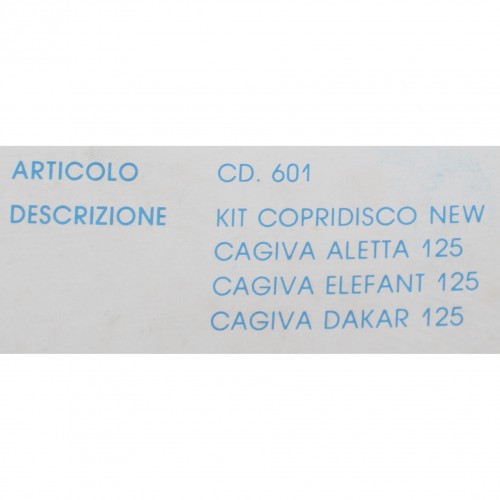 ARTICOLO CD. 601
DESCRIZIONE KIT COPRIDISCO NEW
CAGIVA ALETTA 125
CAGIVA ELEFANT 125
CAGIVA DAKAR 125